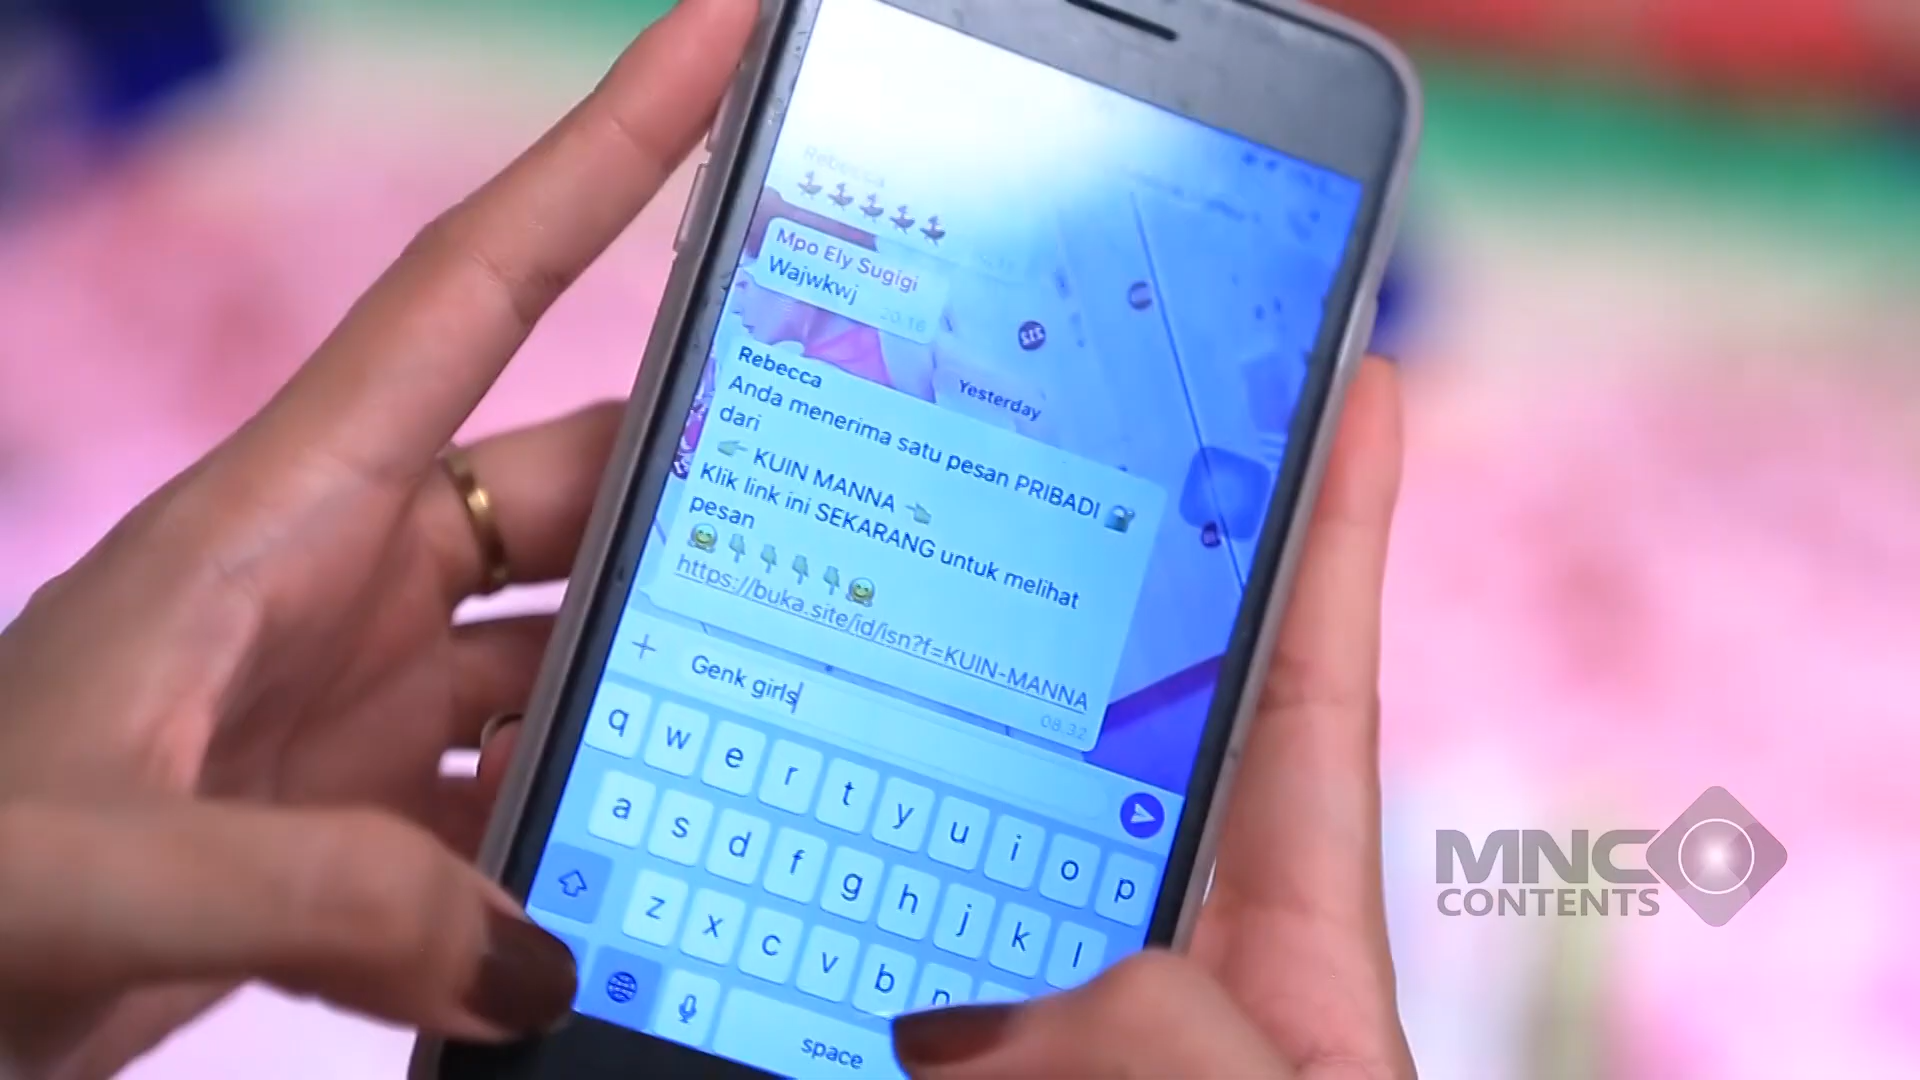 Rebecca
Mpo Ely Sugigi
Wajwkwj
20.16
Yesterday
Rebecca
Anda menerima satu pesan PRIBADI
dari
KUIN MANNA
Klik link ini SEKARANG untuk melihat
pesan
https://buka.site/id/isn?f=KUIN-MANNA
08.32
Genk girls
q w e r t y u i o p
a s d f g h j k l
z x c v b n
space
MNC
CONTENTS